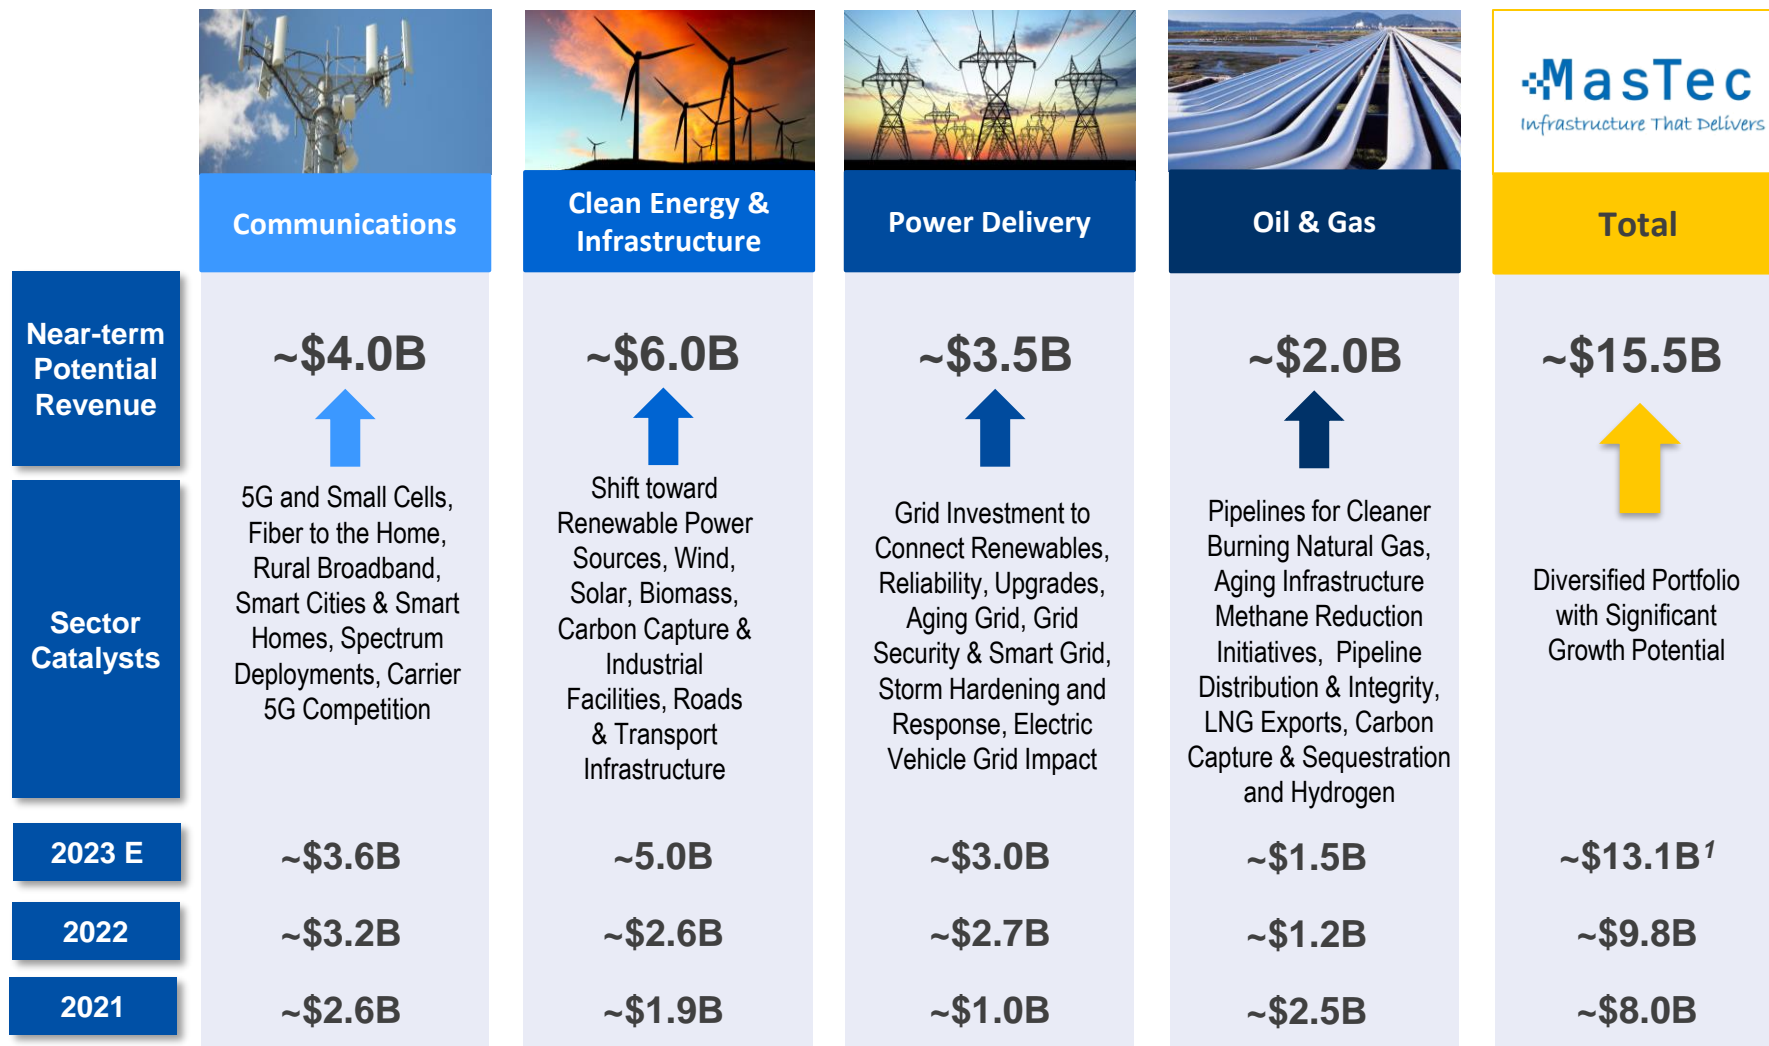 MasTec
Infrastructure That Delivers
Communications
Clean Energy &
Infrastructure
Power Delivery
Oil & Gas
Total
Near-term
Potential
Revenue
~$4.0B
~$6.0B
~$3.5B
~$2.0B
~$15.5B
Sector
Catalysts
5G and Small Cells,
Fiber to the Home,
Rural Broadband,
Smart Cities & Smart
Homes, Spectrum
Deployments, Carrier
5G Competition
Shift toward
Renewable Power
Sources, Wind,
Solar, Biomass,
Carbon Capture &
Industrial
Facilities, Roads
& Transport
Infrastructure
Grid Investment to
Connect Renewables,
Reliability, Upgrades,
Aging Grid, Grid
Security & Smart Grid,
Storm Hardening and
Response, Electric
Vehicle Grid Impact
Pipelines for Cleaner
Burning Natural Gas,
Aging Infrastructure
Methane Reduction
Initiatives, Pipeline
Distribution & Integrity,
LNG Exports, Carbon
Capture & Sequestration
and Hydrogen
Diversified Portfolio
with Significant
Growth Potential
2023 E
~$3.6B
~5.0B
~$3.0B
~$1.5B
~$13.1B¹
2022
~$3.2B
~$2.6B
~$2.7B
~$1.2B
~$9.8B
2021
~$2.6B
~$1.9B
~$1.0B
~$2.5B
~$8.0B